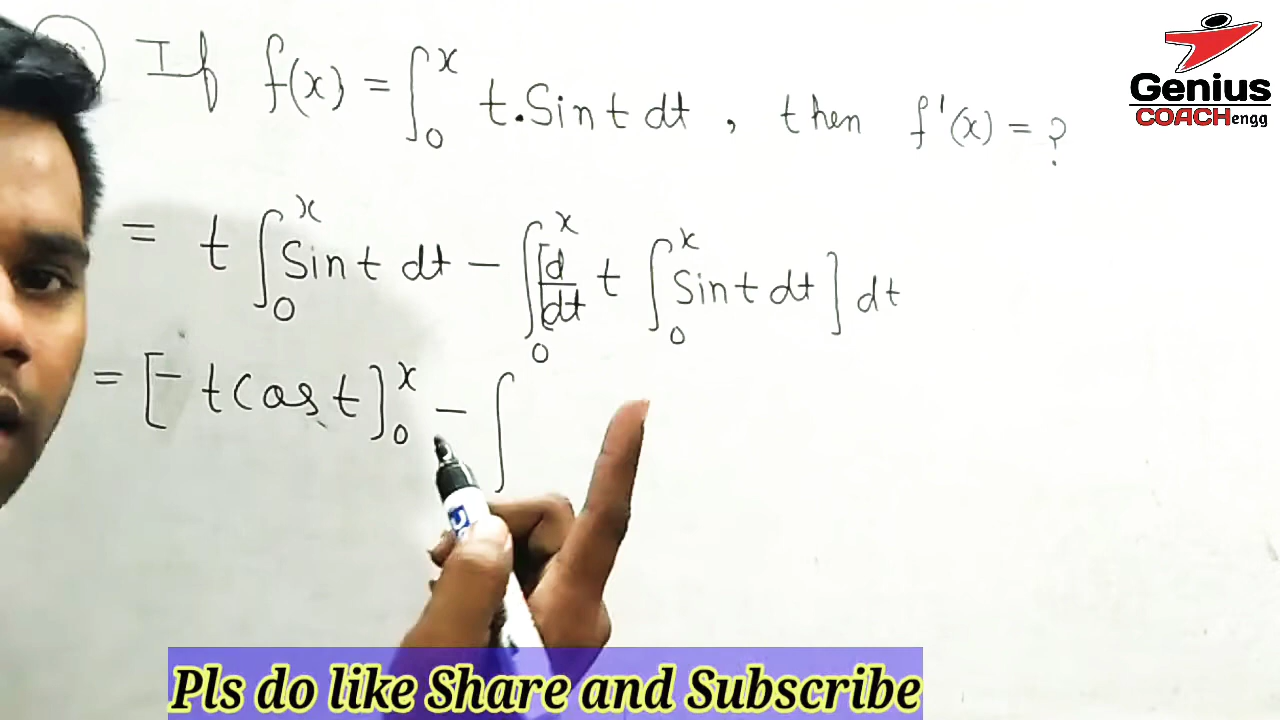 If f(x) = ∫₀ˣ t.Sin t dt, then f'(x) = ?
Genius
COACHengg
= t ∫₀ˣ Sin t dt - ∫₀ˣ [d/dt t ∫₀ˣ Sin t dt] dt
= [- t Cos t]₀ˣ - ∫
Pls do like Share and Subscribe